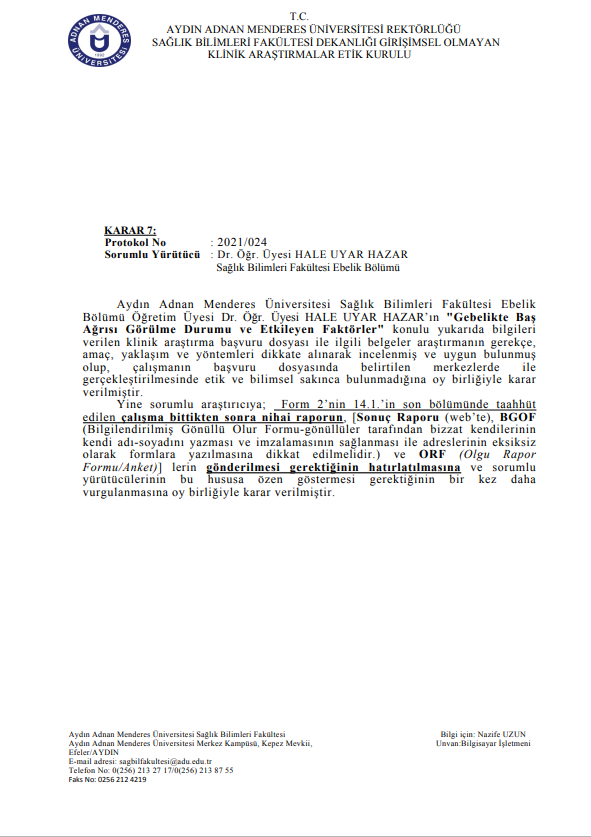 ADNAN MENDERES
ÜNİVERSİTESİ
1992
T.C.
AYDIN ADNAN MENDERES ÜNİVERSİTESİ REKTÖRLÜĞÜ
SAĞLIK BİLİMLERİ FAKÜLTESİ DEKANLIĞI GİRİŞİMSEL OLMAYAN
KLİNİK ARAŞTIRMALAR ETİK KURULU
KARAR 7:
Protokol No : 2021/024
Sorumlu Yürütücü : Dr. Öğr. Üyesi HALE UYAR HAZAR
Sağlık Bilimleri Fakültesi Ebelik Bölümü
Aydın Adnan Menderes Üniversitesi Sağlık Bilimleri Fakültesi Ebelik
Bölümü Öğretim Üyesi Dr. Öğr. Üyesi HALE UYAR HAZAR'ın "Gebelikte Baş
Ağrısı Görülme Durumu ve Etkileyen Faktörler" konulu yukarıda bilgileri
verilen klinik araştırma başvuru dosyası ile ilgili belgeler araştırmanın gerekçe,
amaç, yaklaşım ve yöntemleri dikkate alınarak incelenmiş ve uygun bulunmuş
olup, çalışmanın başvuru dosyasında belirtilen merkezlerde ile
gerçekleştirilmesinde etik ve bilimsel sakınca bulunmadığına oy birliğiyle karar
verilmiştir.
Yine sorumlu araştırıcıya; Form 2'nin 14.1.'in son bölümünde taahhüt
edilen çalışma bittikten sonra nihai raporun, [Sonuç Raporu (web'te), BGOF
(Bilgilendirilmiş Gönüllü Olur Formu-gönüllüler tarafından bizzat kendilerinin
kendi adı-soyadını yazması ve imzalamasının sağlanması ile adreslerinin eksiksiz
olarak formlara yazılmasına dikkat edilmelidir.) ve ORF (Olgu Rapor
Formu/Anket)] lerin gönderilmesi gerektiğinin hatırlatılmasına ve sorumlu
yürütücülerinin bu hususa özen göstermesi gerektiğinin bir kez daha
vurgulanmasına oy birliğiyle karar verilmiştir.
Aydın Adnan Menderes Üniversitesi Sağlık Bilimleri Fakültesi
Aydın Adnan Menderes Üniversitesi Merkez Kampüsü, Kepez Mevkii,
Efeler/AYDIN
E-mail adresi: sagbilfakultesi@adu.edu.tr
Telefon No: 0(256) 213 27 17/0(256) 213 87 55
Faks No: 0256 212 4219
Bilgi için: Nazife UZUN
Unvan:Bilgisayar İşletmeni